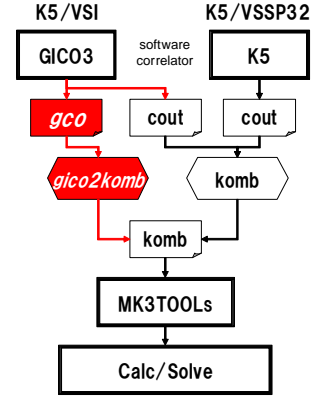 K5/VSI
K5/VSSP32
GICO3
software
correlator
K5
gco
cout
cout
gico2komb
komb
komb
MK3TOOLs
Calc/Solve